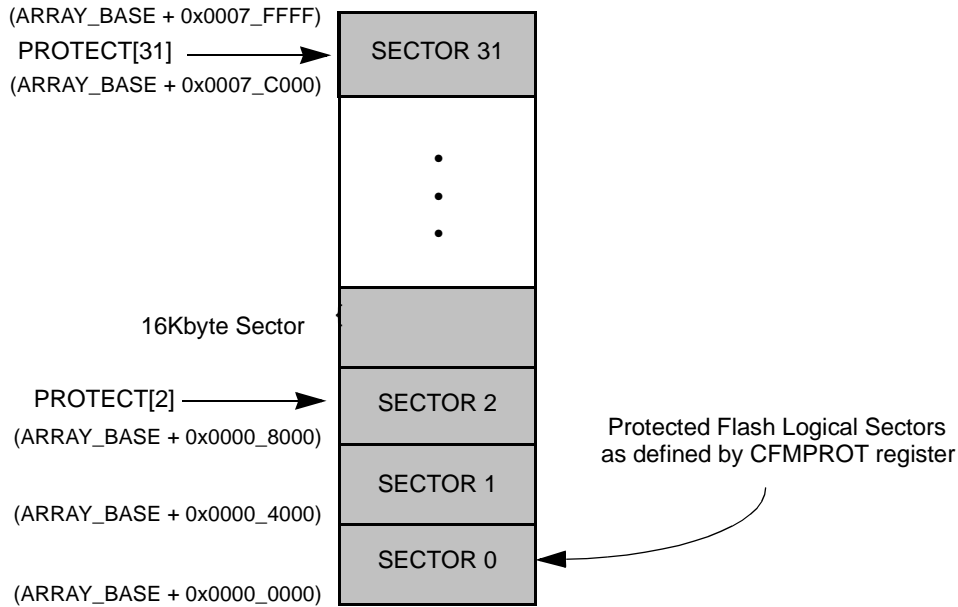 (ARRAY_BASE + 0x0007_FFFF)
PROTECT[31]
SECTOR 31
(ARRAY_BASE + 0x0007_C000)
16Kbyte Sector
PROTECT[2]
SECTOR 2
(ARRAY_BASE + 0x0000_8000)
Protected Flash Logical Sectors
as defined by CFMPROT register
SECTOR 1
(ARRAY_BASE + 0x0000_4000)
SECTOR 0
(ARRAY_BASE + 0x0000_0000)